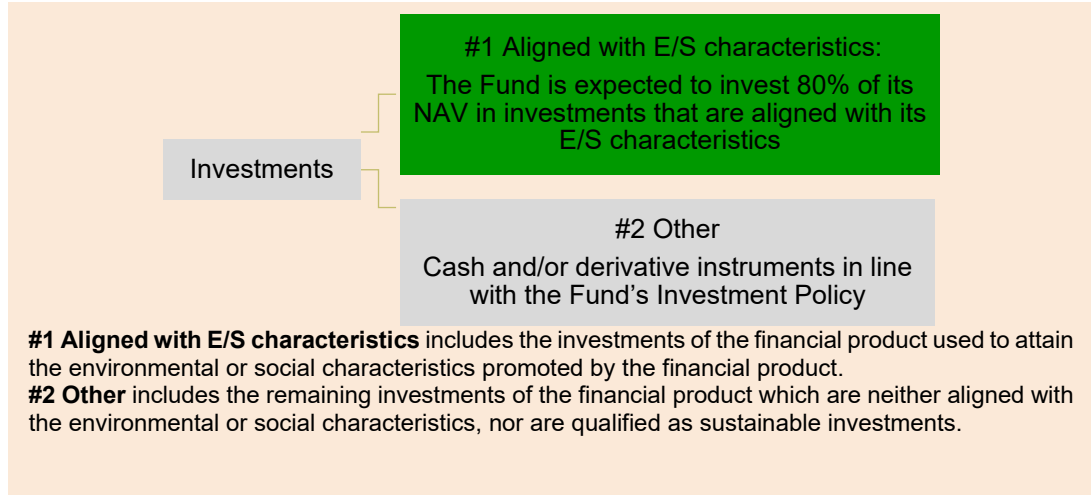 #1 Aligned with E/S characteristics:
The Fund is expected to invest 80% of its
NAV in investments that are aligned with its
E/S characteristics
Investments
#2 Other
Cash and/or derivative instruments in line
with the Fund’s Investment Policy
#1 Aligned with E/S characteristics includes the investments of the financial product used to attain
the environmental or social characteristics promoted by the financial product.
#2 Other includes the remaining investments of the financial product which are neither aligned with
the environmental or social characteristics, nor are qualified as sustainable investments.